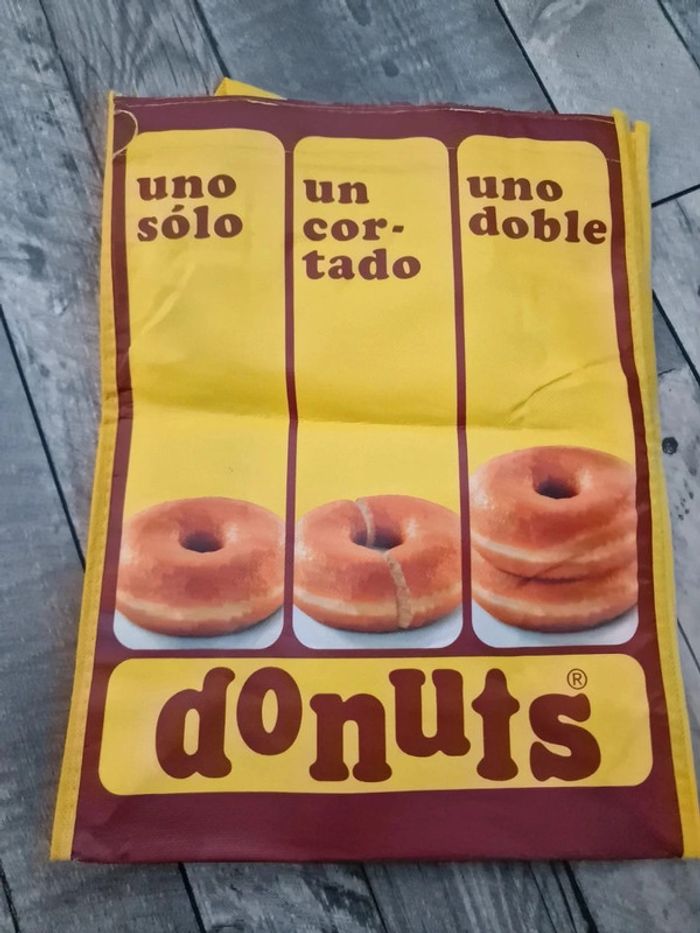 uno
sólo
un
cor-
tado
uno
doble
donuts®